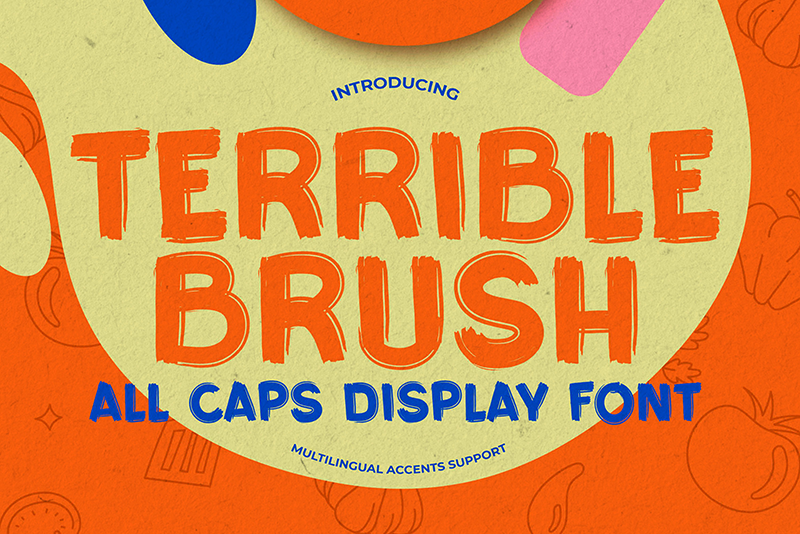 INTRODUCING
TERRIBLE
BRUSH
ALL CAPS DISPLAY FONT
MULTILINGUAL ACCENTS SUPPORT